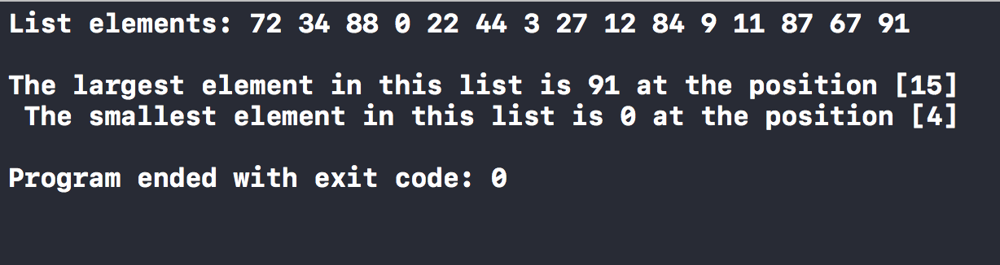 List elements: 72 34 88 0 22 44 3 27 12 84 9 11 87 67 91
The largest element in this list is 91 at the position [15]
The smallest element in this list is 0 at the position [4]
Program ended with exit code: 0